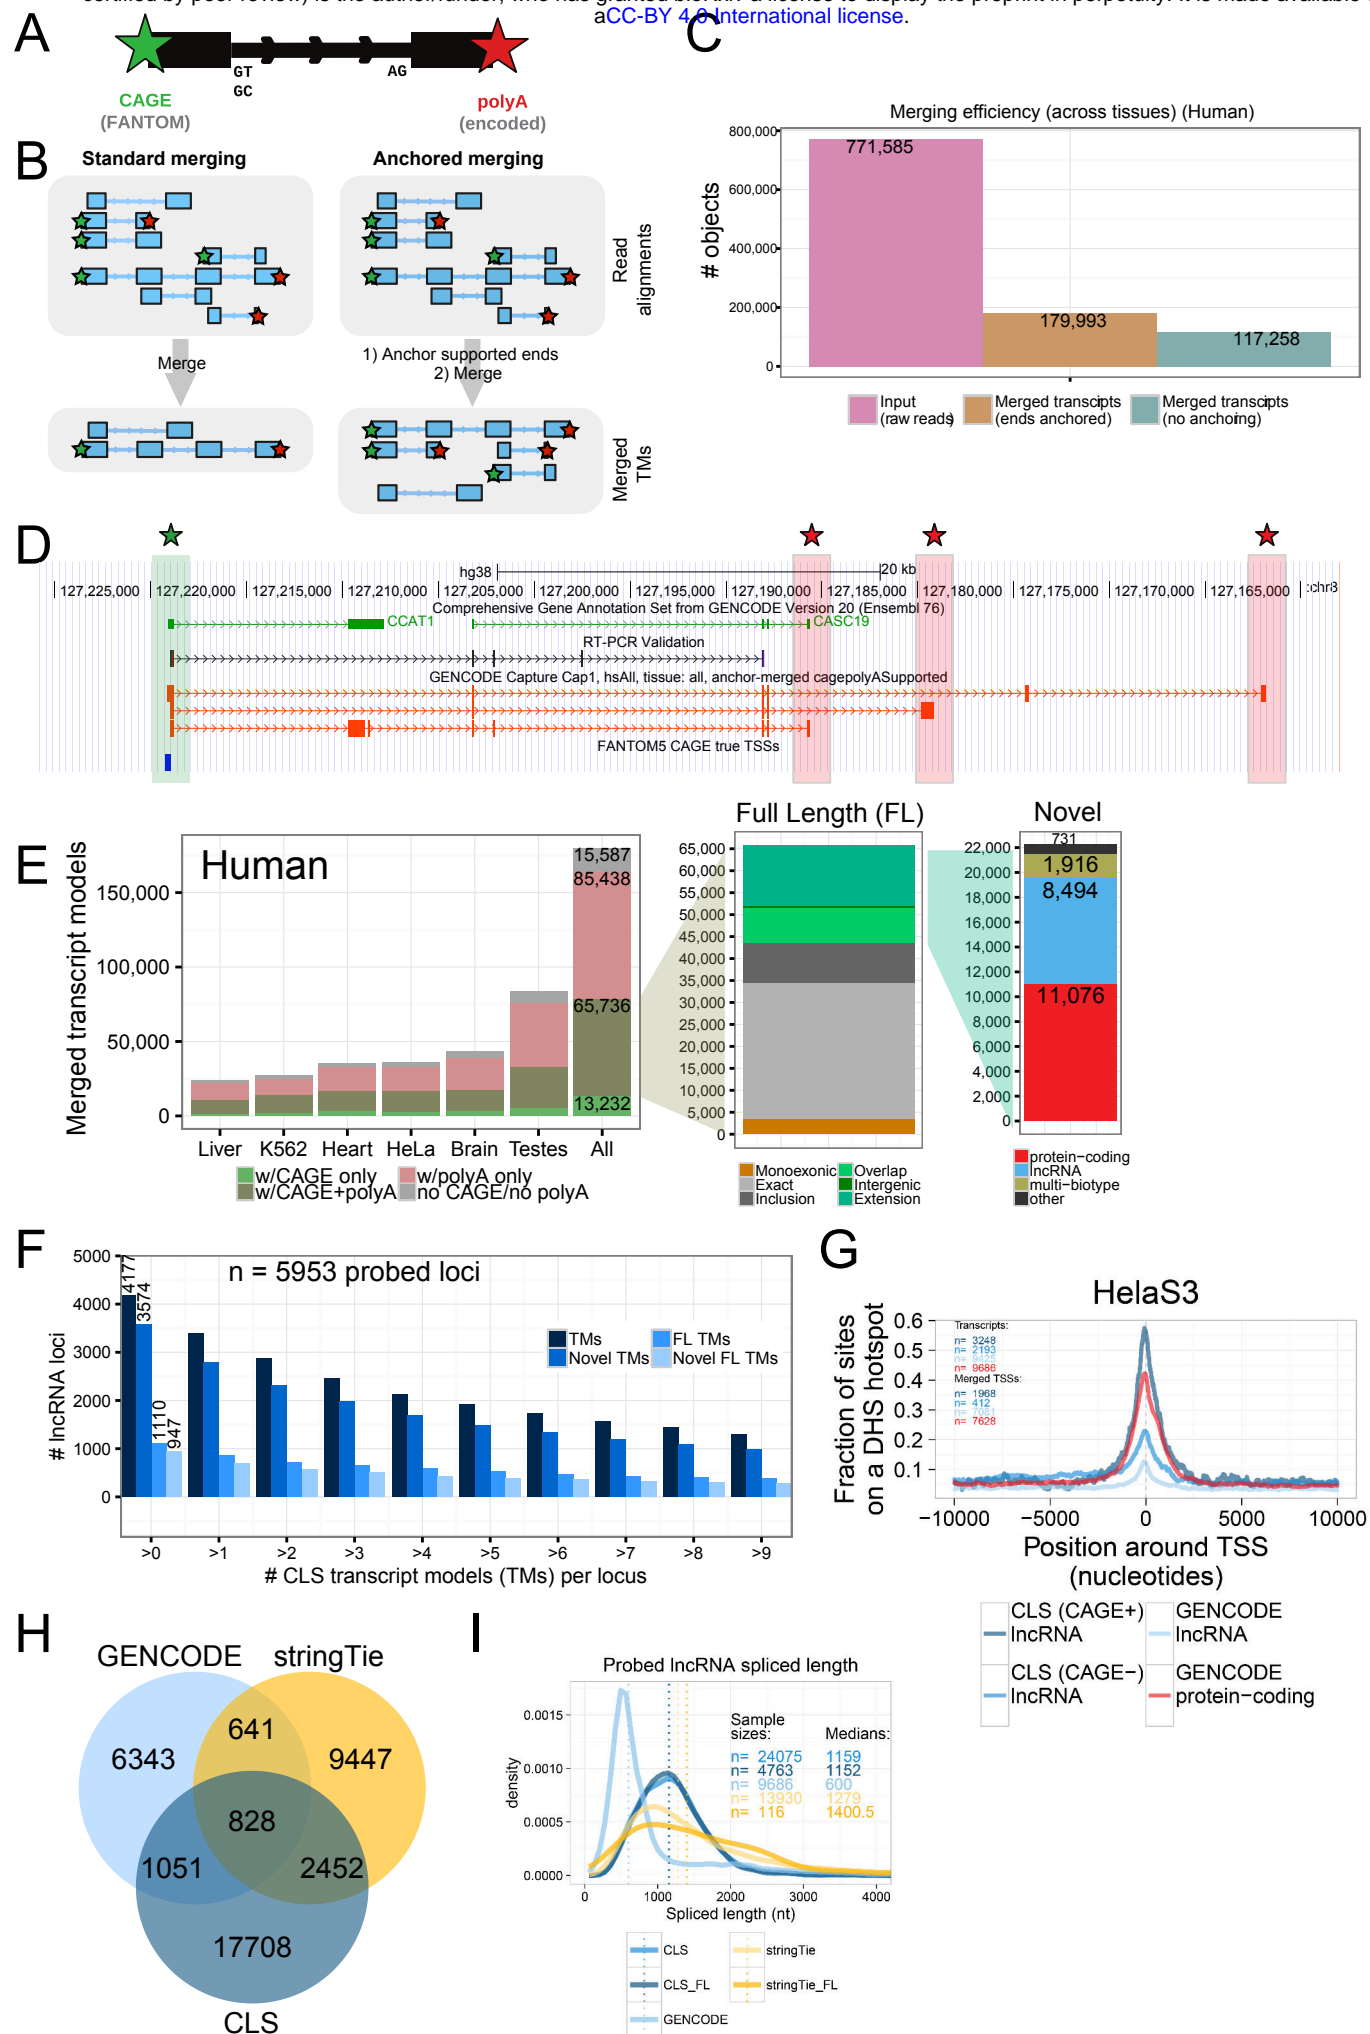 aCC-BY 4.0 International license.
A
GT
GC
AG
CAGE
(FANTOM)
polyA
(encoded)
B
Standard merging
Anchored merging
Read
alignments
Merge
1) Anchor supported ends
2) Merge
Merged
TMs
C
Merging efficiency (across tissues) (Human)
# objects
800,000
600,000
400,000
200,000
0
771,585
179,993
117,258
Input
(raw reads)
Merged transcripts
(ends anchored)
Merged transcripts
(no anchoring)
D
hg38
20 kb
127,225,000
127,220,000
127,215,000
127,210,000
127,205,000
127,200,000
127,195,000
127,190,000
127,185,000
127,180,000
127,175,000
127,170,000
127,165,000
:chr8
Comprehensive Gene Annotation Set from GENCODE Version 20 (Ensembl 76)
CCAT1
CASC19
RT-PCR Validation
GENCODE Capture Cap1, hsAll, tissue: all, anchor-merged cagepolyASupported
FANTOM5 CAGE true TSSs
E
Human
Merged transcript models
150,000
100,000
50,000
0
15,587
85,438
65,736
13,232
Liver
K562
Heart
HeLa
Brain
Testes
All
w/CAGE only
w/polyA only
w/CAGE+polyA
no CAGE/no polyA
Full Length (FL)
65,000
60,000
55,000
50,000
45,000
40,000
35,000
30,000
25,000
20,000
15,000
10,000
5,000
0
Monoexonic
Overlap
Exact
Intergenic
Inclusion
Extension
Novel
22,000
20,000
18,000
16,000
14,000
12,000
10,000
8,000
6,000
4,000
2,000
0
731
1,916
8,494
11,076
protein−coding
lncRNA
multi−biotype
other
F
n = 5953 probed loci
# lncRNA loci
5000
4000
3000
2000
1000
0
4177
3574
1110
947
TMs
FL TMs
Novel TMs
Novel FL TMs
>0
>1
>2
>3
>4
>5
>6
>7
>8
>9
# CLS transcript models (TMs) per locus
G
HelaS3
Fraction of sites
on a DHS hotspot
0.6
0.5
0.4
0.3
0.2
0.1
Transcripts:
n= 3248
n= 2193
n= 9425
n= 9686
Merged TSSs:
n= 1968
n= 412
n= 7081
n= 7628
−10000
−5000
0
5000
10000
Position around TSS
(nucleotides)
CLS (CAGE+)
lncRNA
GENCODE
lncRNA
CLS (CAGE−)
lncRNA
GENCODE
protein−coding
H
GENCODE
stringTie
6343
641
9447
828
1051
2452
17708
CLS
I
Probed lncRNA spliced length
density
0.0015
0.0010
0.0005
0.0000
Sample
sizes:
Medians:
n= 24075 1159
n= 4763 1152
n= 9686 600
n= 13930 1279
n= 116 1400.5
0
1000
2000
3000
4000
Spliced length (nt)
CLS
stringTie
CLS_FL
stringTie_FL
GENCODE